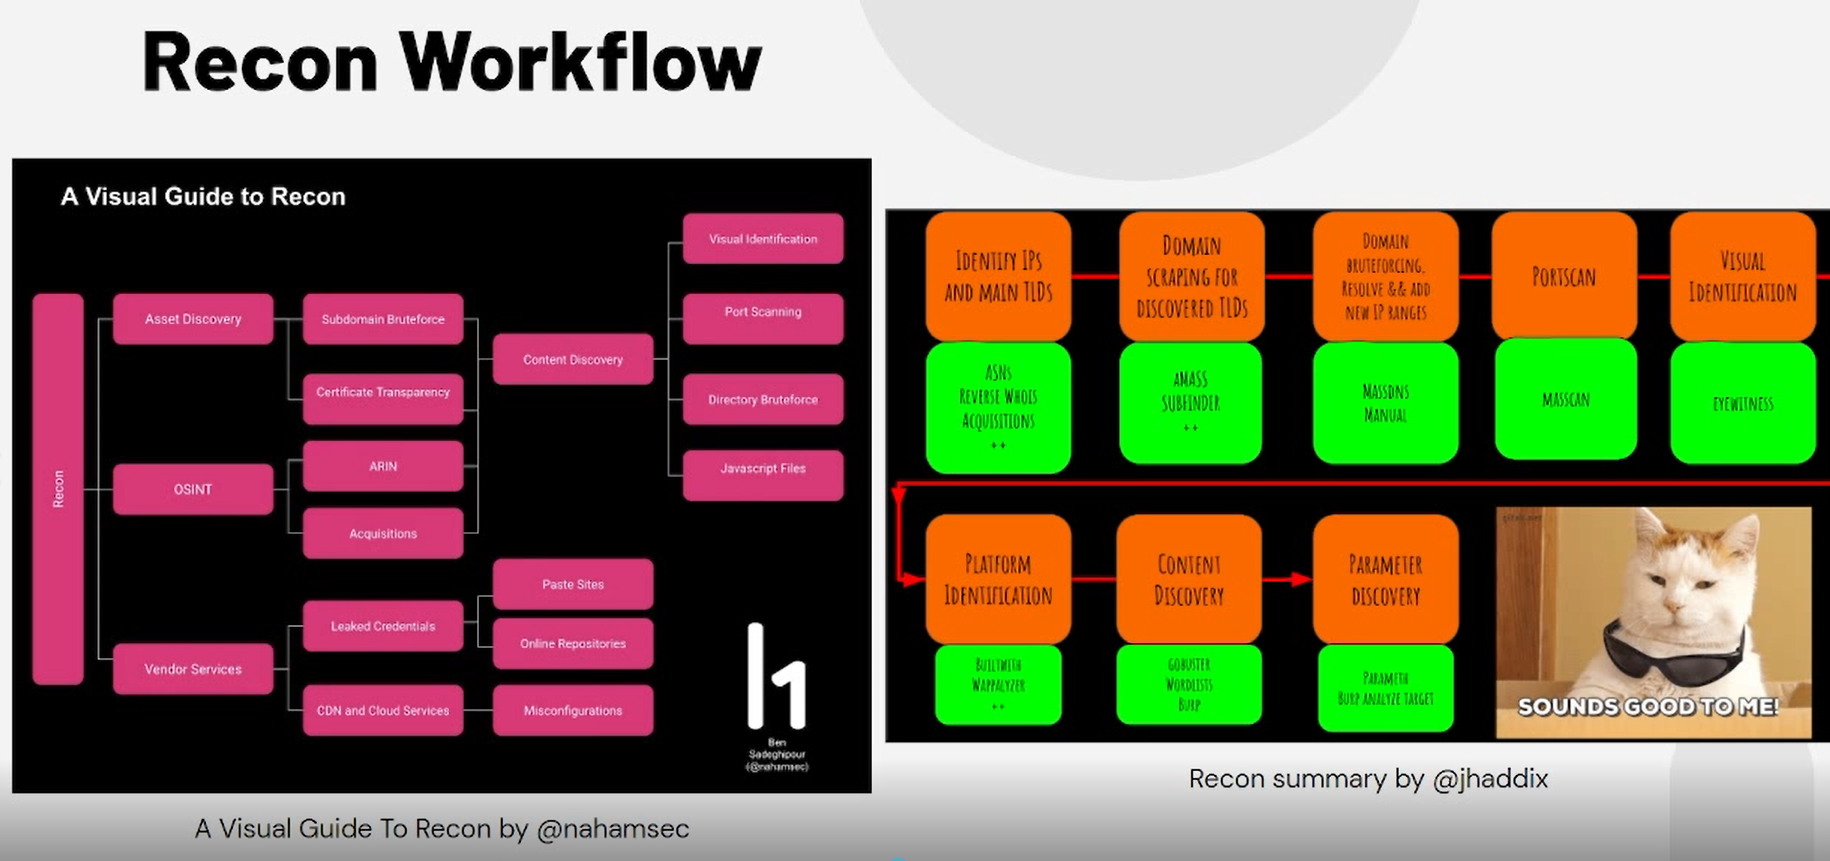 Recon Workflow
A Visual Guide to Recon
Recon
Asset Discovery
OSINT
Vendor Services
Subdomain Bruteforce
Certificate Transparency
ARIN
Acquisitions
Leaked Credentials
CDN and Cloud Services
Content Discovery
Paste Sites
Online Repositories
Misconfigurations
Visual Identification
Port Scanning
Directory Bruteforce
Javascript Files
h1
Ben
Sadeghipour
(@nahamsec)
A Visual Guide To Recon by @nahamsec
IDENTIFY IPS
AND MAIN TLDS
ASNS
REVERSE WHOIS
ACQUISITIONS
++
DOMAIN
SCRAPING FOR
DISCOVERED TLDS
AMASS
SUBFINDER
++
DOMAIN
BRUTEFORCING,
RESOLVE && ADD
NEW IP RANGES
MASSDNS
MANUAL
PORTSCAN
MASSCAN
VISUAL
IDENTIFICATION
EYEWITNESS
PLATFORM
IDENTIFICATION
BUILTWITH
WAPPALYZER
++
CONTENT
DISCOVERY
GOBUSTER
WORDLISTS
BURP
PARAMETER
DISCOVERY
PARAMETH
BURP ANALYZE TARGET
SOUNDS GOOD TO ME!
Recon summary by @jhaddix